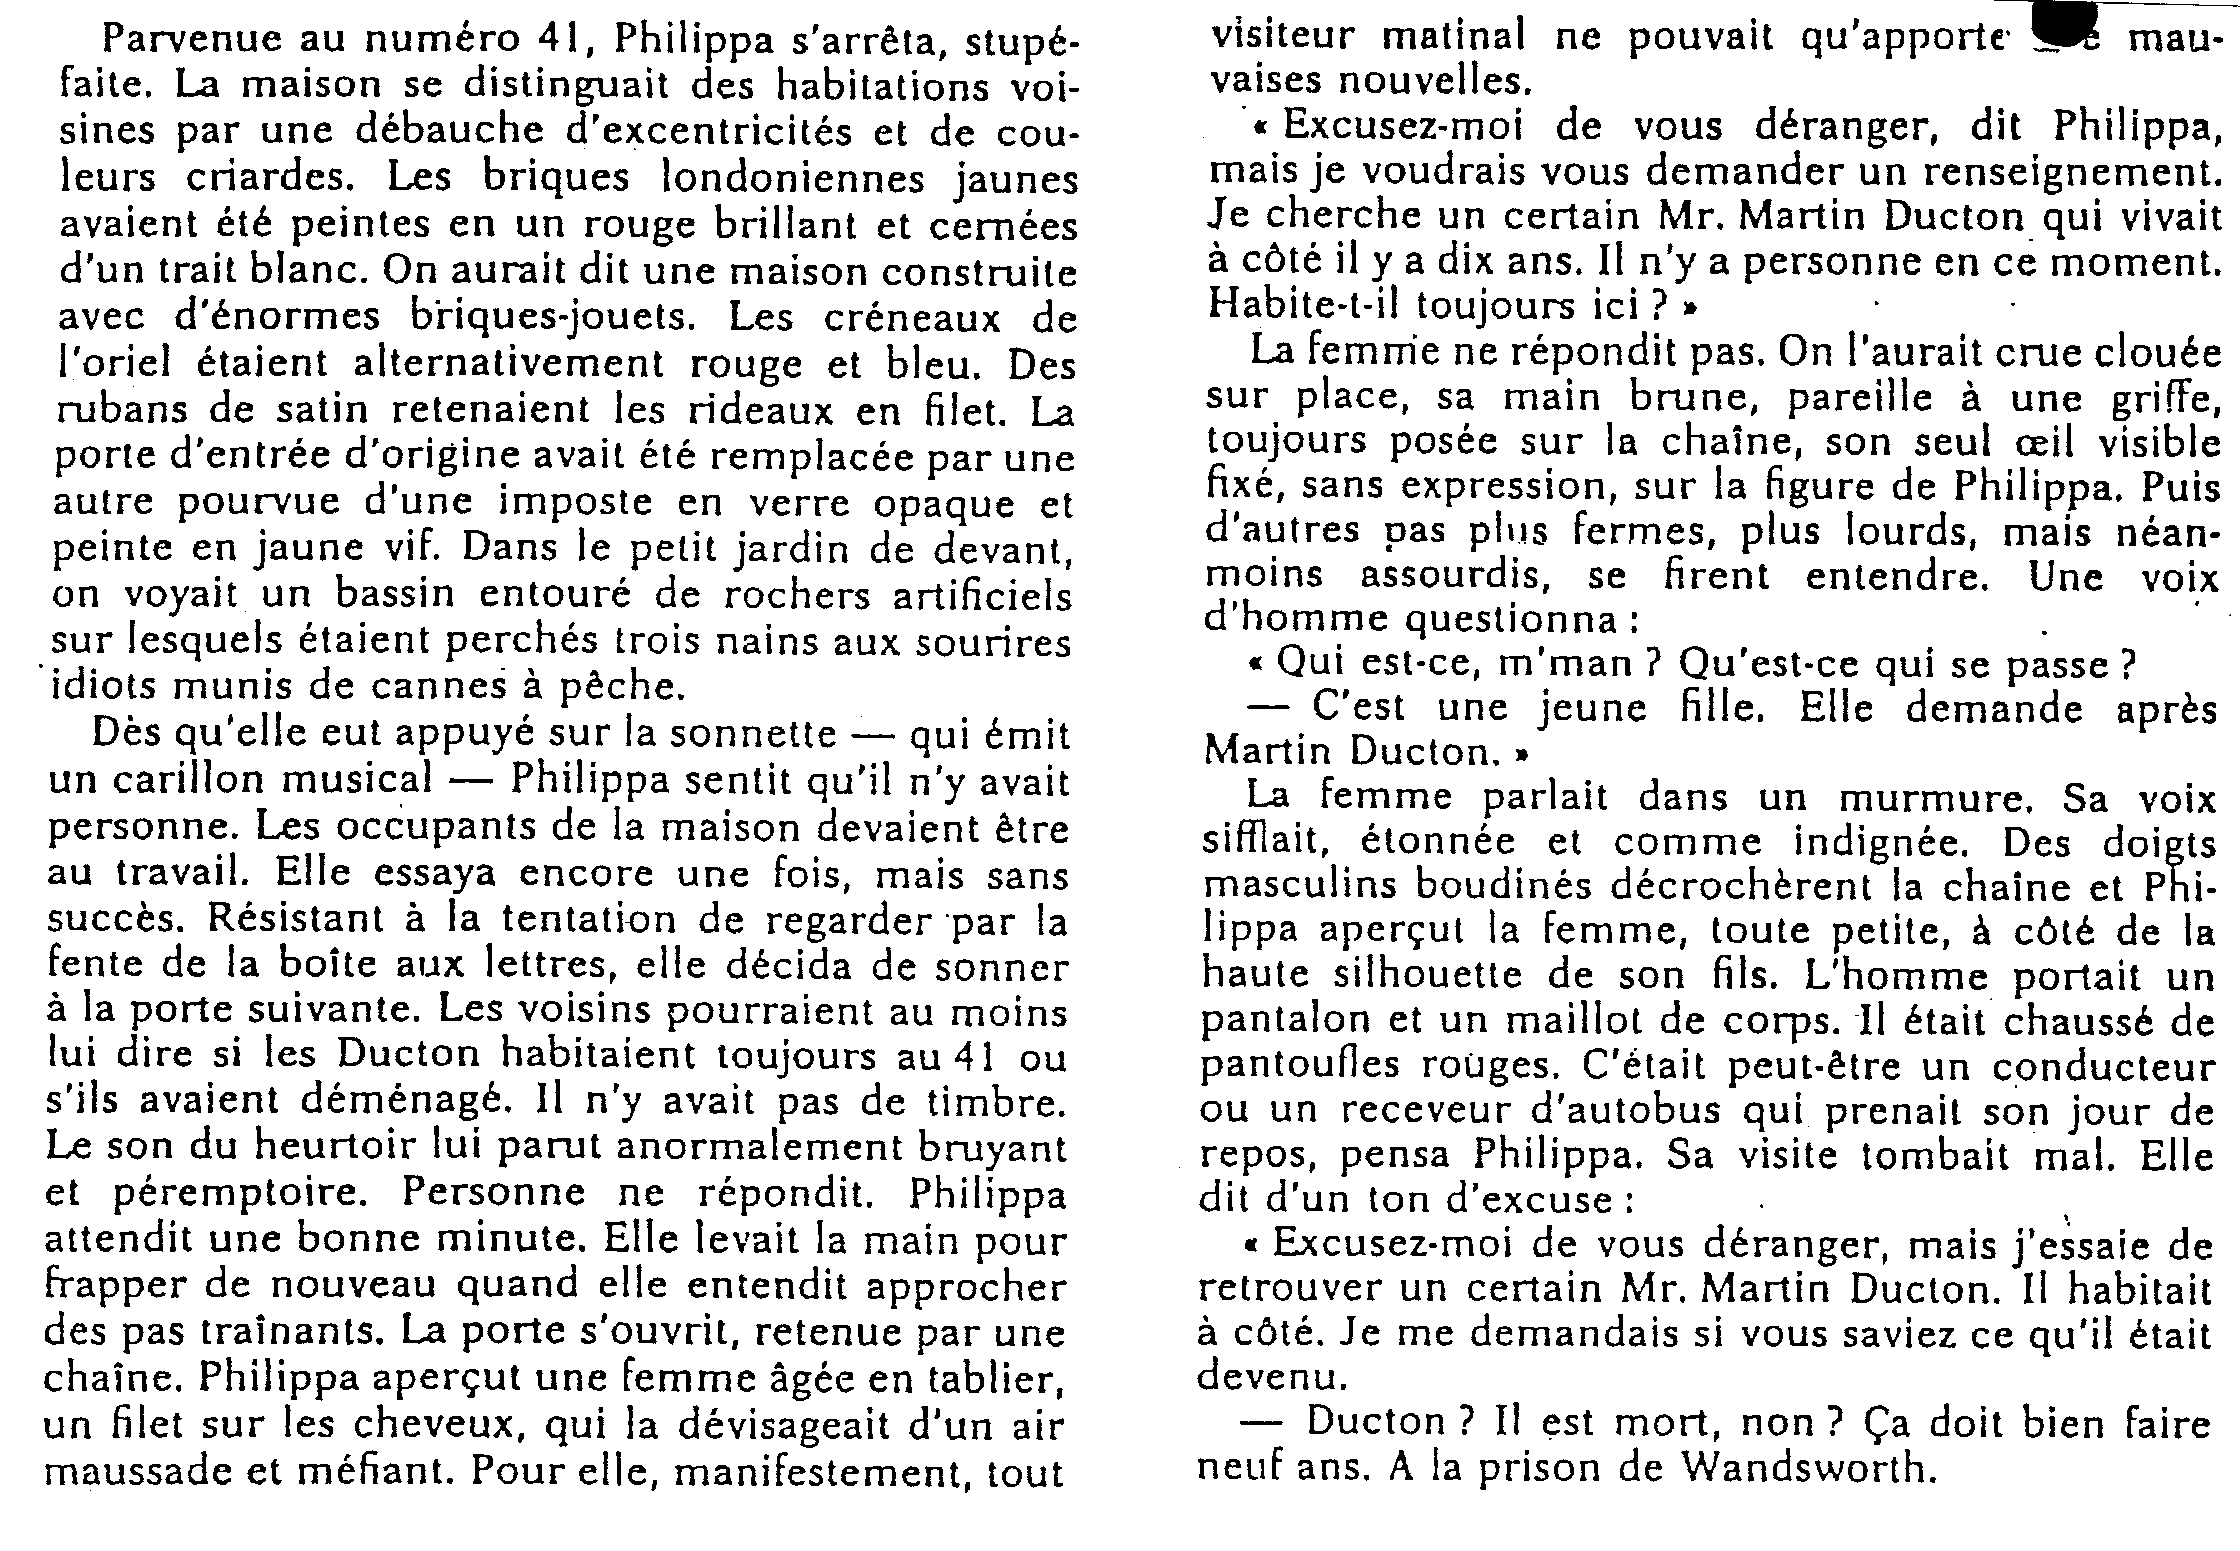 Parvenue au numéro 41, Philippa s'arrêta, stupé-
faite. La maison se distinguait des habitations voi-
sines par une débauche d'excentricités et de cou-
leurs criardes. Les briques londoniennes jaunes
avaient été peintes en un rouge brillant et cernées
d'un trait blanc. On aurait dit une maison construite
avec d'énormes briques-jouets. Les créneaux de
l'oriel étaient alternativement rouge et bleu. Des
rubans de satin retenaient les rideaux en filet. La
porte d'entrée d'origine avait été remplacée par une
autre pourvue d'une imposte en verre opaque et
peinte en jaune vif. Dans le petit jardin de devant,
on voyait un bassin entouré de rochers artificiels
sur lesquels étaient perchés trois nains aux sourires
idiots munis de cannes à pêche.
Dès qu'elle eut appuyé sur la sonnette — qui émit
un carillon musical — Philippa sentit qu'il n'y avait
personne. Les occupants de la maison devaient être
au travail. Elle essaya encore une fois, mais sans
succès. Résistant à la tentation de regarder par la
fente de la boîte aux lettres, elle décida de sonner
à la porte suivante. Les voisins pourraient au moins
lui dire si les Ducton habitaient toujours au 41 ou
s'ils avaient déménagé. Il n'y avait pas de timbre.
Le son du heurtoir lui parut anormalement bruyant
et péremptoire. Personne ne répondit. Philippa
attendit une bonne minute. Elle levait la main pour
frapper de nouveau quand elle entendit approcher
des pas traînants. La porte s'ouvrit, retenue par une
chaîne. Philippa aperçut une femme âgée en tablier,
un filet sur les cheveux, qui la dévisageait d'un air
maussade et méfiant. Pour elle, manifestement, tout
visiteur matinal ne pouvait qu'apporter mau-
vaises nouvelles.
« Excusez-moi de vous déranger, dit Philippa,
mais je voudrais vous demander un renseignement.
Je cherche un certain Mr. Martin Ducton qui vivait
à côté il y a dix ans. Il n'y a personne en ce moment.
Habite-t-il toujours ici ? »
La femme ne répondit pas. On l'aurait crue clouée
sur place, sa main brune, pareille à une griffe,
toujours posée sur la chaîne, son seul œil visible
fixé, sans expression, sur la figure de Philippa. Puis
d'autres pas plus fermes, plus lourds, mais néan-
moins assourdis, se firent entendre. Une voix
d'homme questionna :
« Qui est-ce, m'man ? Qu'est-ce qui se passe ?
— C'est une jeune fille. Elle demande après
Martin Ducton. »
La femme parlait dans un murmure. Sa voix
sifflait, étonnée et comme indignée. Des doigts
masculins boudinés décrochèrent la chaîne et Phi-
lippa aperçut la femme, toute petite, à côté de la
haute silhouette de son fils. L'homme portait un
pantalon et un maillot de corps. Il était chaussé de
pantoufles rouges. C'était peut-être un conducteur
ou un receveur d'autobus qui prenait son jour de
repos, pensa Philippa. Sa visite tombait mal. Elle
dit d'un ton d'excuse :
« Excusez-moi de vous déranger, mais j'essaie de
retrouver un certain Mr. Martin Ducton. Il habitait
à côté. Je me demandais si vous saviez ce qu'il était
devenu.
— Ducton ? Il est mort, non ? Ça doit bien faire
neuf ans. A la prison de Wandsworth.